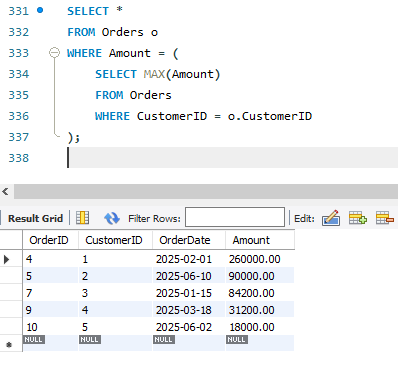 331 SELECT *
332 FROM Orders o
333 WHERE Amount = (
334 SELECT MAX(Amount)
335 FROM Orders
336 WHERE CustomerID = o.CustomerID
337 );
338
Result Grid Filter Rows: Edit:
OrderID CustomerID OrderDate Amount
4 1 2025-02-01 260000.00
5 2 2025-06-10 90000.00
7 3 2025-01-15 84200.00
9 4 2025-03-18 31200.00
10 5 2025-06-02 18000.00
NULL NULL NULL NULL